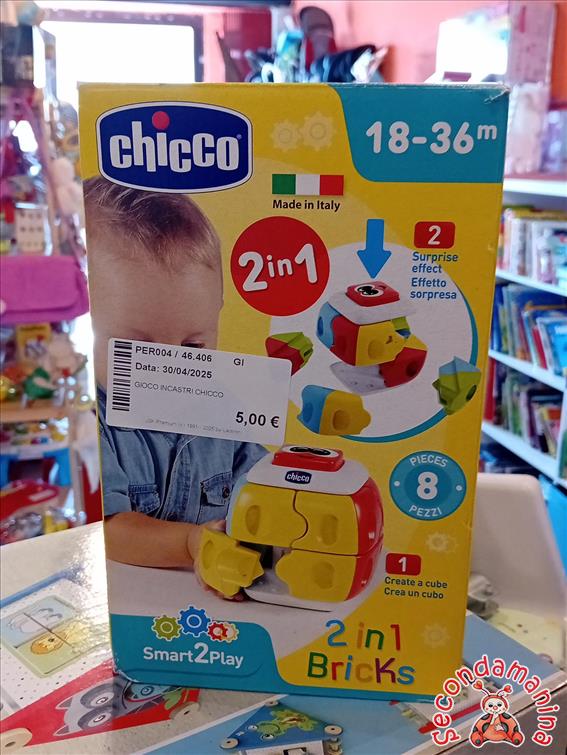 chicco
18-36m
Made in Italy
2in1
2
Surprise
effect
Effetto
sorpresa
PER004 / 46.406 GI
Data: 30/04/2025
GIOCO INCASTRI CHICCO
5,00 €
chicco
PIECES
8
PEZZI
1
Create a cube
Crea un cubo
Smart2Play
2 in 1
Bricks
Secondamanina